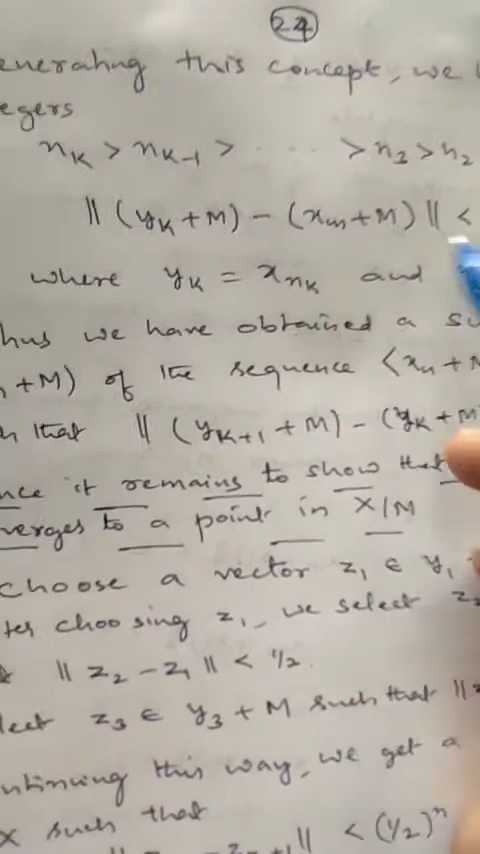 24
enerating this concept, we
egers
n_K > n_{K-1} > . . . . . > n_3 > n_2
‖(y_K + M) - (x_m + M)‖ <
where y_K = x_{n_K} and
hus we have obtained a su
+ M) of the sequence <x_n + M
that ‖(y_{K+1} + M) - (y_K + M
nce it remains to show that
verges to a point in X/M
choose a vector z_1 ∈ y_1
ter choosing z_1, we select z_2
‖z_2 - z_1‖ < 1/2.
lect z_3 ∈ y_3 + M such that ‖z
ntinuing this way, we get a
X such that
‖ < (1/2)^n